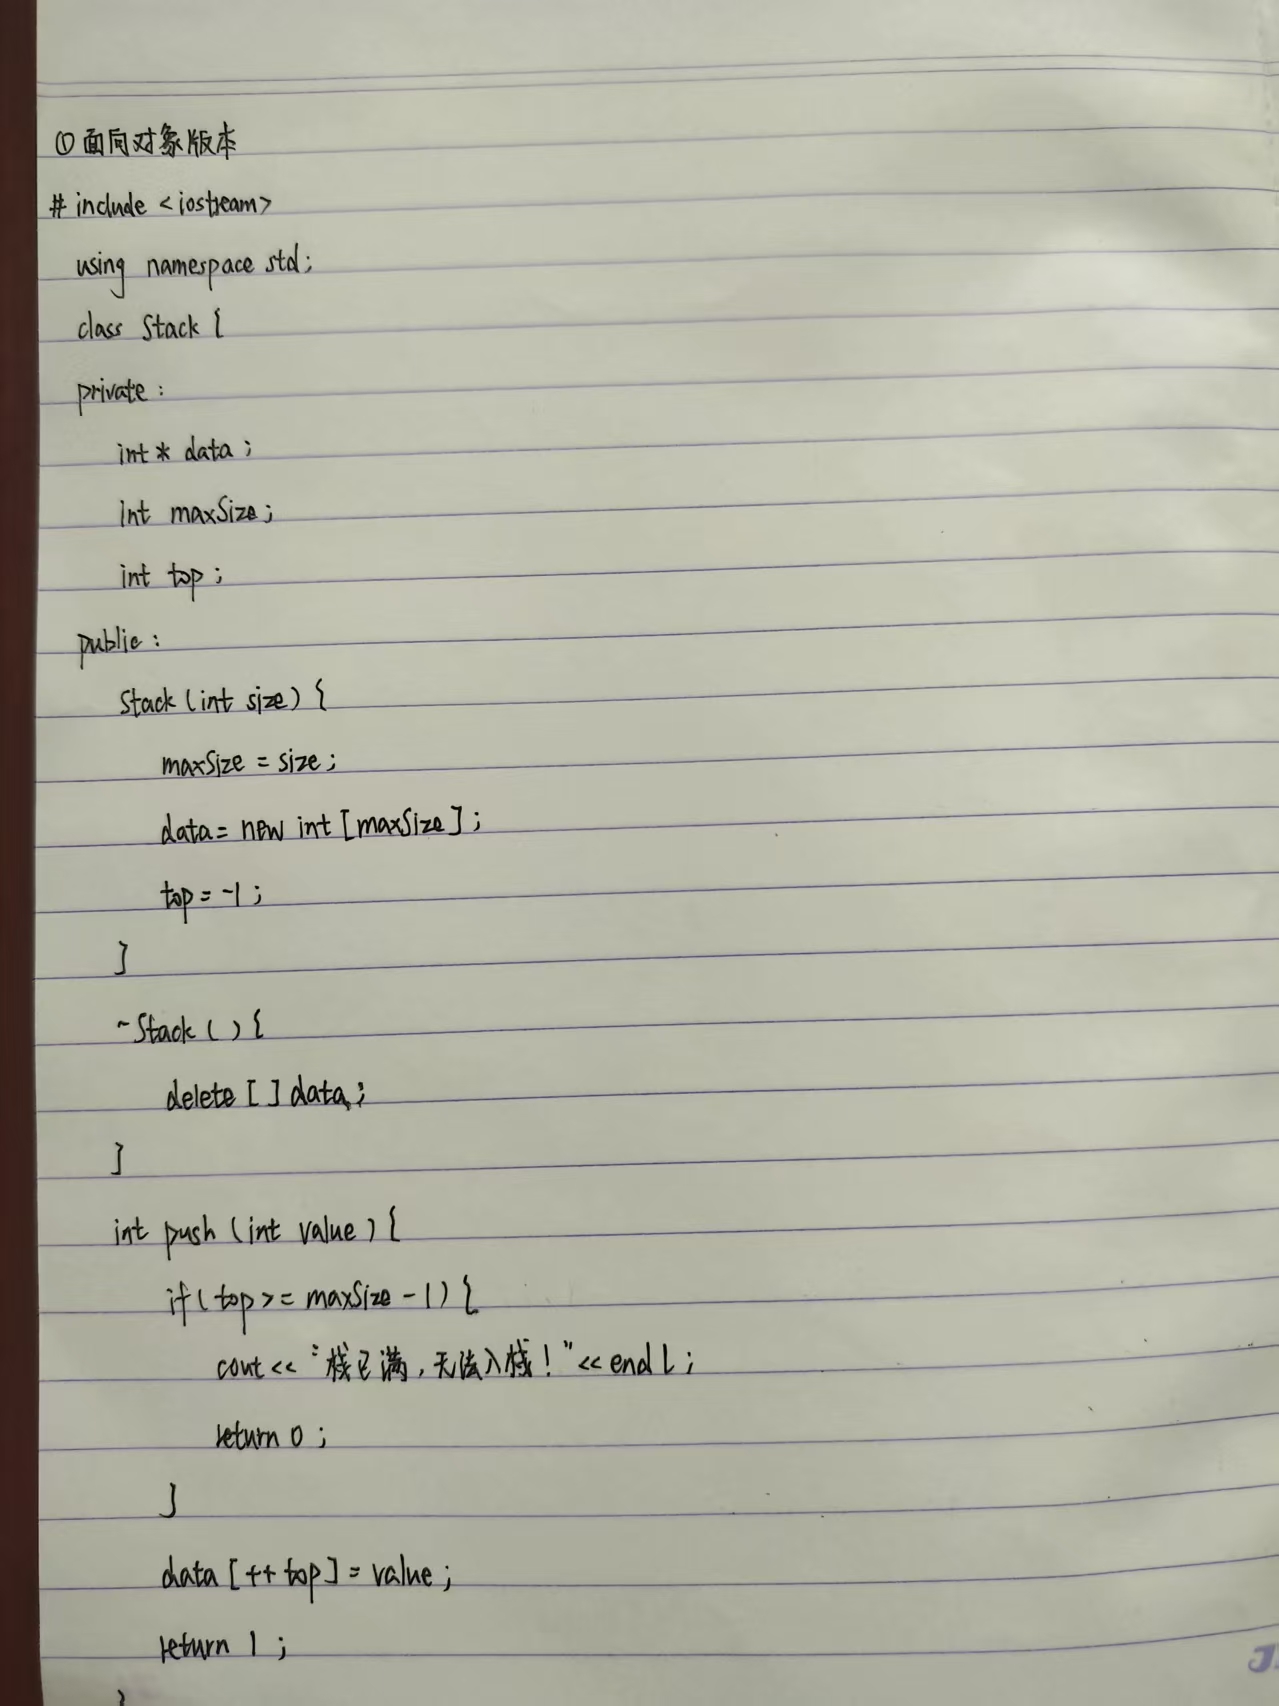 ①面向对象版本
# include <iostream>
using namespace std;
class Stack {
private :
int * data ;
int maxSize ;
int top ;
public :
Stack (int size) {
maxSize = size ;
data = new int [maxSize] ;
top = -1 ;
}
~Stack ( ) {
delete [ ] data ;
}
int push (int value) {
if ( top >= maxSize - 1 ) {
cout << "栈已满，无法入栈！" << endl ;
return 0 ;
}
data [++top] = value ;
return 1 ;
}